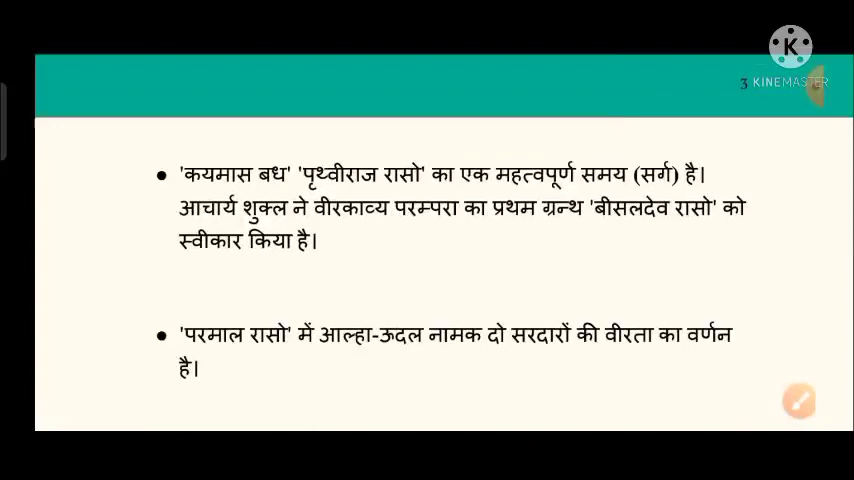 K
3 KINEMASTER
● 'कयमास बध' 'पृथ्वीराज रासो' का एक महत्वपूर्ण समय (सर्ग) है।
आचार्य शुक्ल ने वीरकाव्य परम्परा का प्रथम ग्रन्थ 'बीसलदेव रासो' को
स्वीकार किया है।
● 'परमाल रासो' में आल्हा-ऊदल नामक दो सरदारों की वीरता का वर्णन
है।